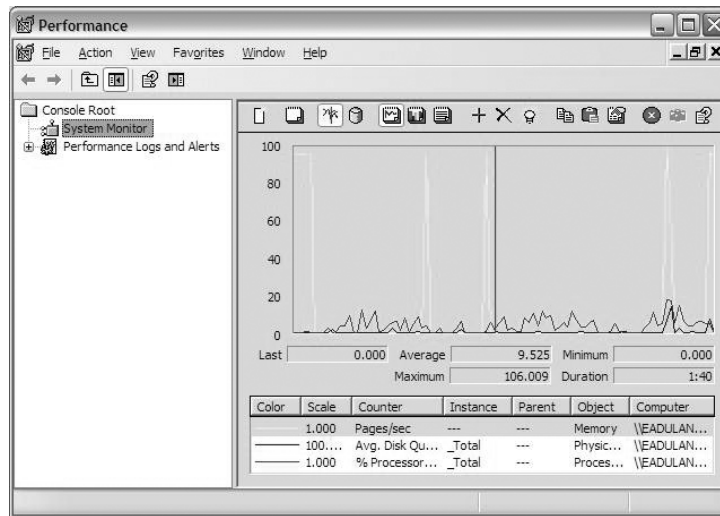 Performance
File Action View Favorites Window Help
Console Root
System Monitor
Performance Logs and Alerts
100
80
60
40
20
0
Last 0.000 Average 9.525 Minimum 0.000
Maximum 106.009 Duration 1:40
Color Scale Counter Instance Parent Object Computer
1.000 Pages/sec --- --- Memory \\EADULAN...
100.... Avg. Disk Qu... _Total --- Physic... \\EADULAN...
1.000 % Processor... _Total --- Proces... \\EADULAN...